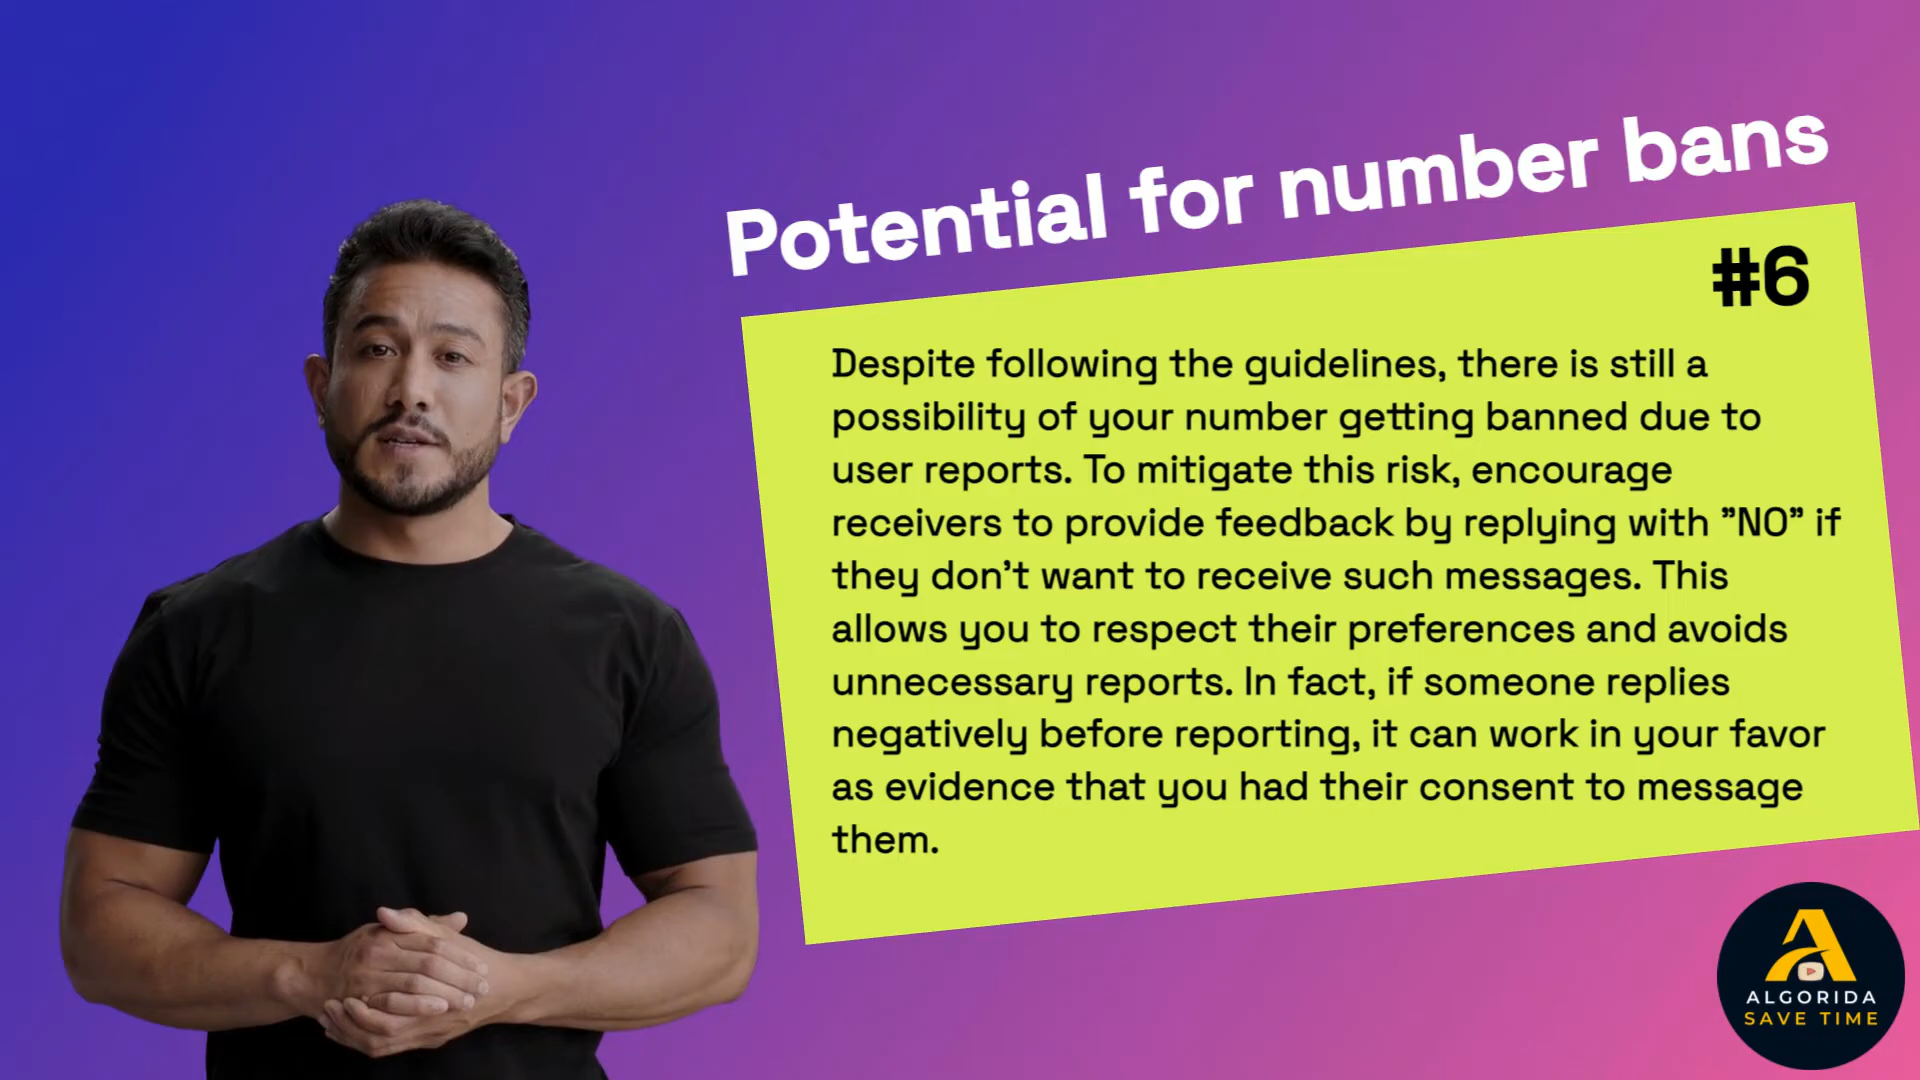 Potential for number bans
#6
Despite following the guidelines, there is still a
possibility of your number getting banned due to
user reports. To mitigate this risk, encourage
receivers to provide feedback by replying with ”NO” if
they don’t want to receive such messages. This
allows you to respect their preferences and avoids
unnecessary reports. In fact, if someone replies
negatively before reporting, it can work in your favor
as evidence that you had their consent to message
them.
ALGORIDA
SAVE TIME